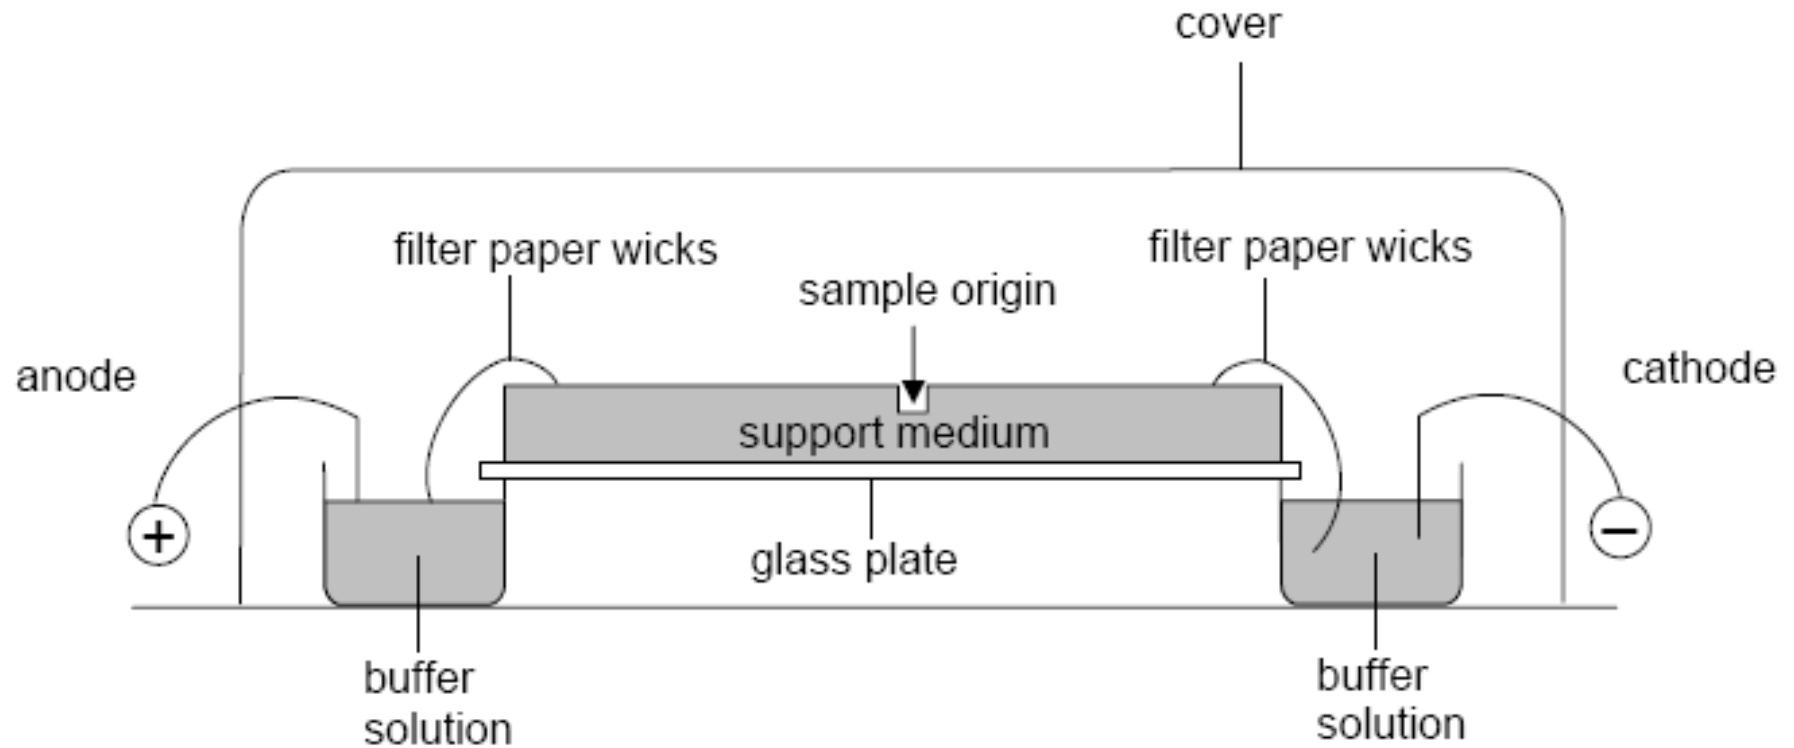 cover
filter paper wicks
filter paper wicks
sample origin
anode
cathode
support medium
+
−
glass plate
buffer
solution
buffer
solution